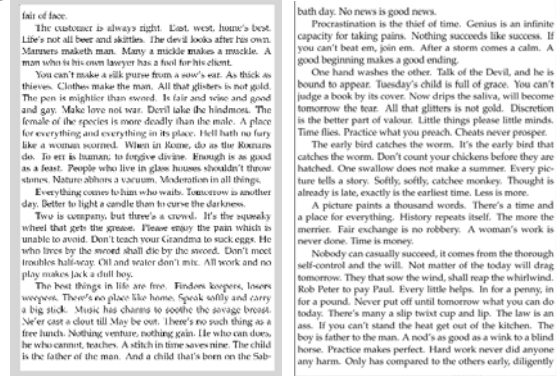 fair of face.
The customer is always right. East, west, home's best.
Life's not all beer and skittles. The devil looks after his own.
Manners maketh man. Many a mickle makes a muckle. A
man who is his own lawyer has a fool for his client.
You can't make a silk purse from a sow's ear. As thick as
thieves. Clothes make the man. All that glisters is not gold.
The pen is mightier than sword. Is fair and wise and good
and gay. Make love not war. Devil take the hindmost. The
female of the species is more deadly than the male. A place
for everything and everything in its place. Hell hath no fury
like a woman scorned. When in Rome, do as the Romans
do. To err is human; to forgive divine. Enough is as good
as a feast. People who live in glass houses shouldn't throw
stones. Nature abhors a vacuum. Moderation in all things.
Everything comes to him who waits. Tomorrow is another
day. Better to light a candle than to curse the darkness.
Two is company, but three's a crowd. It's the squeaky
wheel that gets the grease. Please enjoy the pain which is
unable to avoid. Don't teach your Grandma to suck eggs. He
who lives by the sword shall die by the sword. Don't meet
troubles half-way. Oil and water don't mix. All work and no
play makes Jack a dull boy.
The best things in life are free. Finders keepers, losers
weepers. There's no place like home. Speak softly and carry
a big stick. Music has charms to soothe the savage breast.
Ne'er cast a clout till May be out. There's no such thing as a
free lunch. Nothing venture, nothing gain. He who can does,
he who cannot, teaches. A stitch in time saves nine. The child
is the father of the man. And a child that's born on the Sab-
bath day. No news is good news.
Procrastination is the thief of time. Genius is an infinite
capacity for taking pains. Nothing succeeds like success. If
you can't beat em, join em. After a storm comes a calm. A
good beginning makes a good ending.
One hand washes the other. Talk of the Devil, and he is
bound to appear. Tuesday's child is full of grace. You can't
judge a book by its cover. Now drips the saliva, will become
tomorrow the tear. All that glitters is not gold. Discretion
is the better part of valour. Little things please little minds.
Time flies. Practice what you preach. Cheats never prosper.
The early bird catches the worm. It's the early bird that
catches the worm. Don't count your chickens before they are
hatched. One swallow does not make a summer. Every pic-
ture tells a story. Softly, softly, catchee monkey. Thought is
already is late, exactly is the earliest time. Less is more.
A picture paints a thousand words. There's a time and
a place for everything. History repeats itself. The more the
merrier. Fair exchange is no robbery. A woman's work is
never done. Time is money.
Nobody can casually succeed, it comes from the thorough
self-control and the will. Not matter of the today will drag
tomorrow. They that sow the wind, shall reap the whirlwind.
Rob Peter to pay Paul. Every little helps. In for a penny, in
for a pound. Never put off until tomorrow what you can do
today. There's many a slip twixt cup and lip. The law is an
ass. If you can't stand the heat get out of the kitchen. The
boy is father to the man. A nod's as good as a wink to a blind
horse. Practice makes perfect. Hard work never did anyone
any harm. Only has compared to the others early, diligently